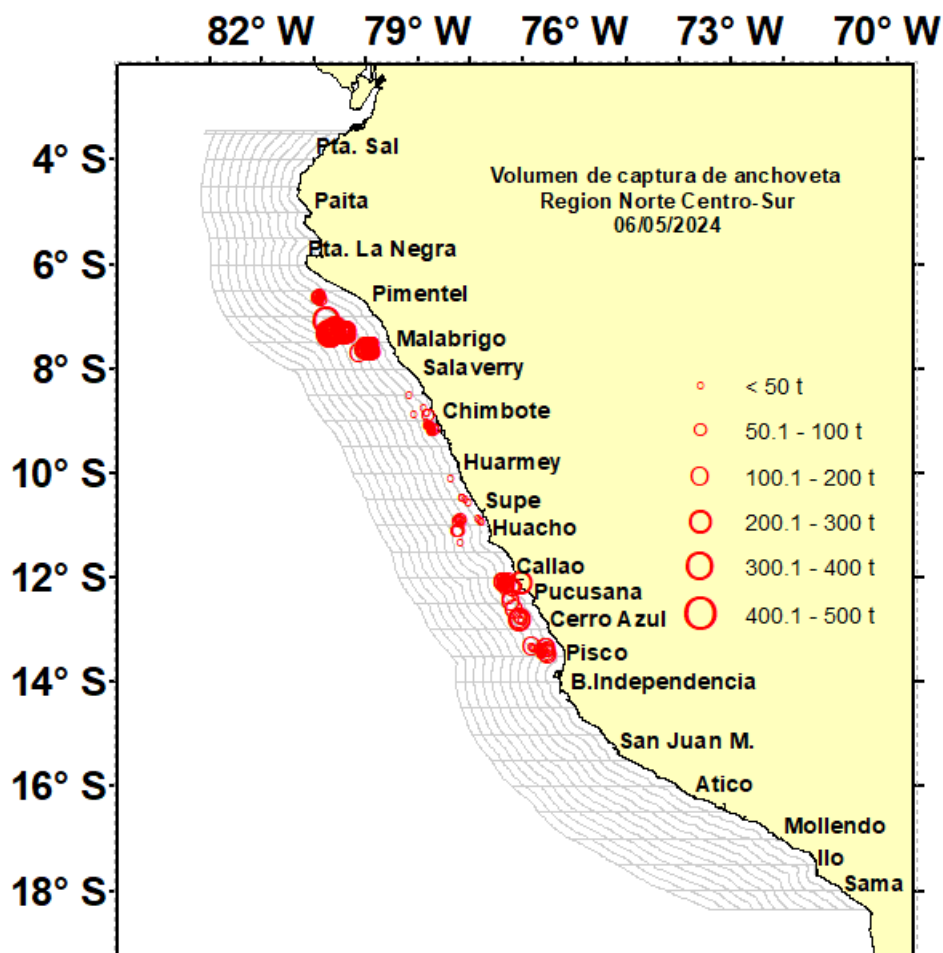 82° W 79° W 76° W 73° W 70° W
4° S
6° S
8° S
10° S
12° S
14° S
16° S
18° S
Volumen de captura de anchoveta
Region Norte Centro-Sur
06/05/2024
Pta. Sal
Paita
Pta. La Negra
Pimentel
Malabrigo
Salaverry
Chimbote
Huarmey
Supe
Huacho
Callao
Pucusana
Cerro Azul
Pisco
B.Independencia
San Juan M.
Atico
Mollendo
Ilo
Sama
< 50 t
50.1 - 100 t
100.1 - 200 t
200.1 - 300 t
300.1 - 400 t
400.1 - 500 t